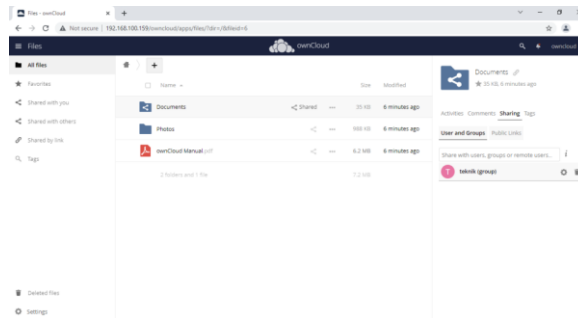 Files - ownCloud
Not secure | 192.168.100.159/owncloud/apps/files/?dir=/&fileid=6
Files
ownCloud
owncloud
All files
Favorites
Shared with you
Shared with others
Shared by link
Tags
Deleted files
Settings
Name
Size
Modified
Documents
Shared
35 KB
6 minutes ago
Photos
6 minutes ago
ownCloud Manual.pdf
6.2 MB
6 minutes ago
2 folders and 1 file
7.2 MB
Documents
35 KB, 6 minutes ago
Activities Comments Sharing Tags
User and Groups Public Links
Share with users, groups or remote users...
T
teknik (group)